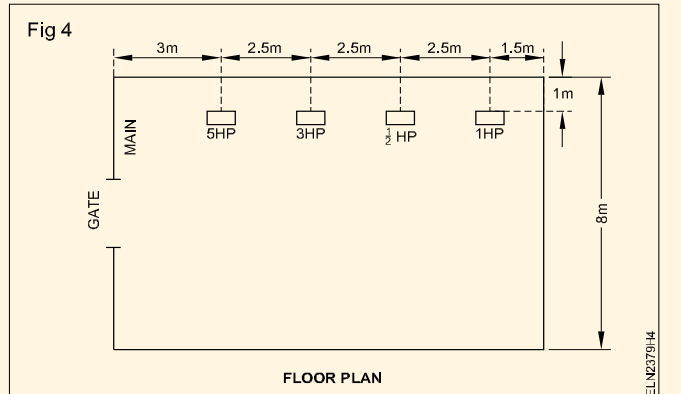 Fig 4
3m 2.5m 2.5m 2.5m 1.5m
1m
5HP 3HP ½ HP 1HP
MAIN
GATE
8m
FLOOR PLAN
ELN2379H4